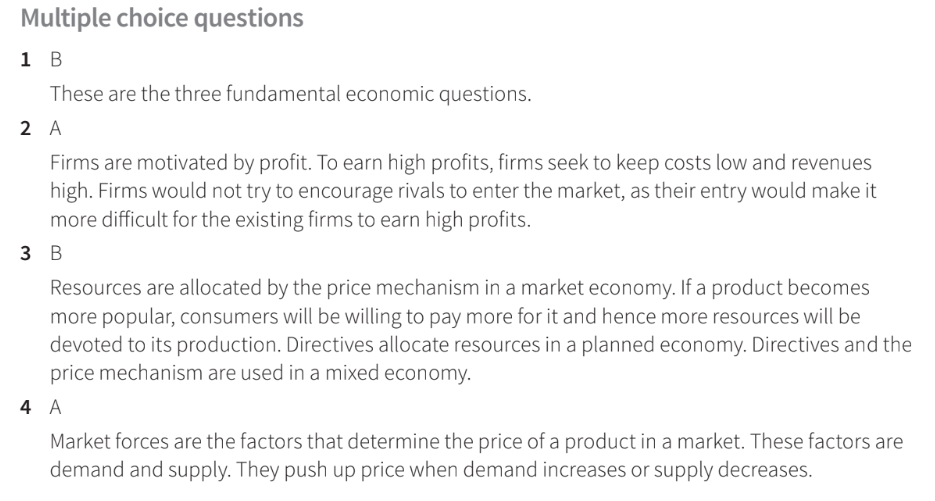 Multiple choice questions
1 B
These are the three fundamental economic questions.
2 A
Firms are motivated by profit. To earn high profits, firms seek to keep costs low and revenues
high. Firms would not try to encourage rivals to enter the market, as their entry would make it
more difficult for the existing firms to earn high profits.
3 B
Resources are allocated by the price mechanism in a market economy. If a product becomes
more popular, consumers will be willing to pay more for it and hence more resources will be
devoted to its production. Directives allocate resources in a planned economy. Directives and the
price mechanism are used in a mixed economy.
4 A
Market forces are the factors that determine the price of a product in a market. These factors are
demand and supply. They push up price when demand increases or supply decreases.